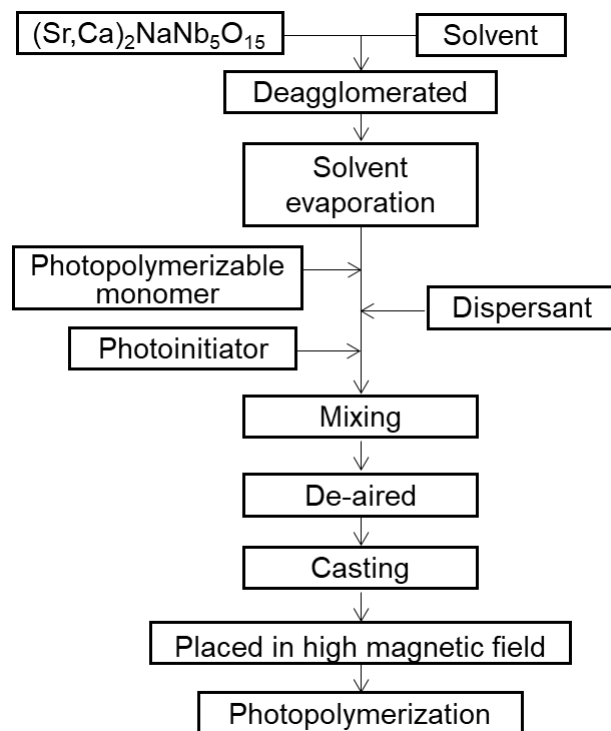 (Sr,Ca)₂NaNb₅O₁₅
Solvent
Deagglomerated
Solvent
evaporation
Photopolymerizable
monomer
Dispersant
Photoinitiator
Mixing
De-aired
Casting
Placed in high magnetic field
Photopolymerization